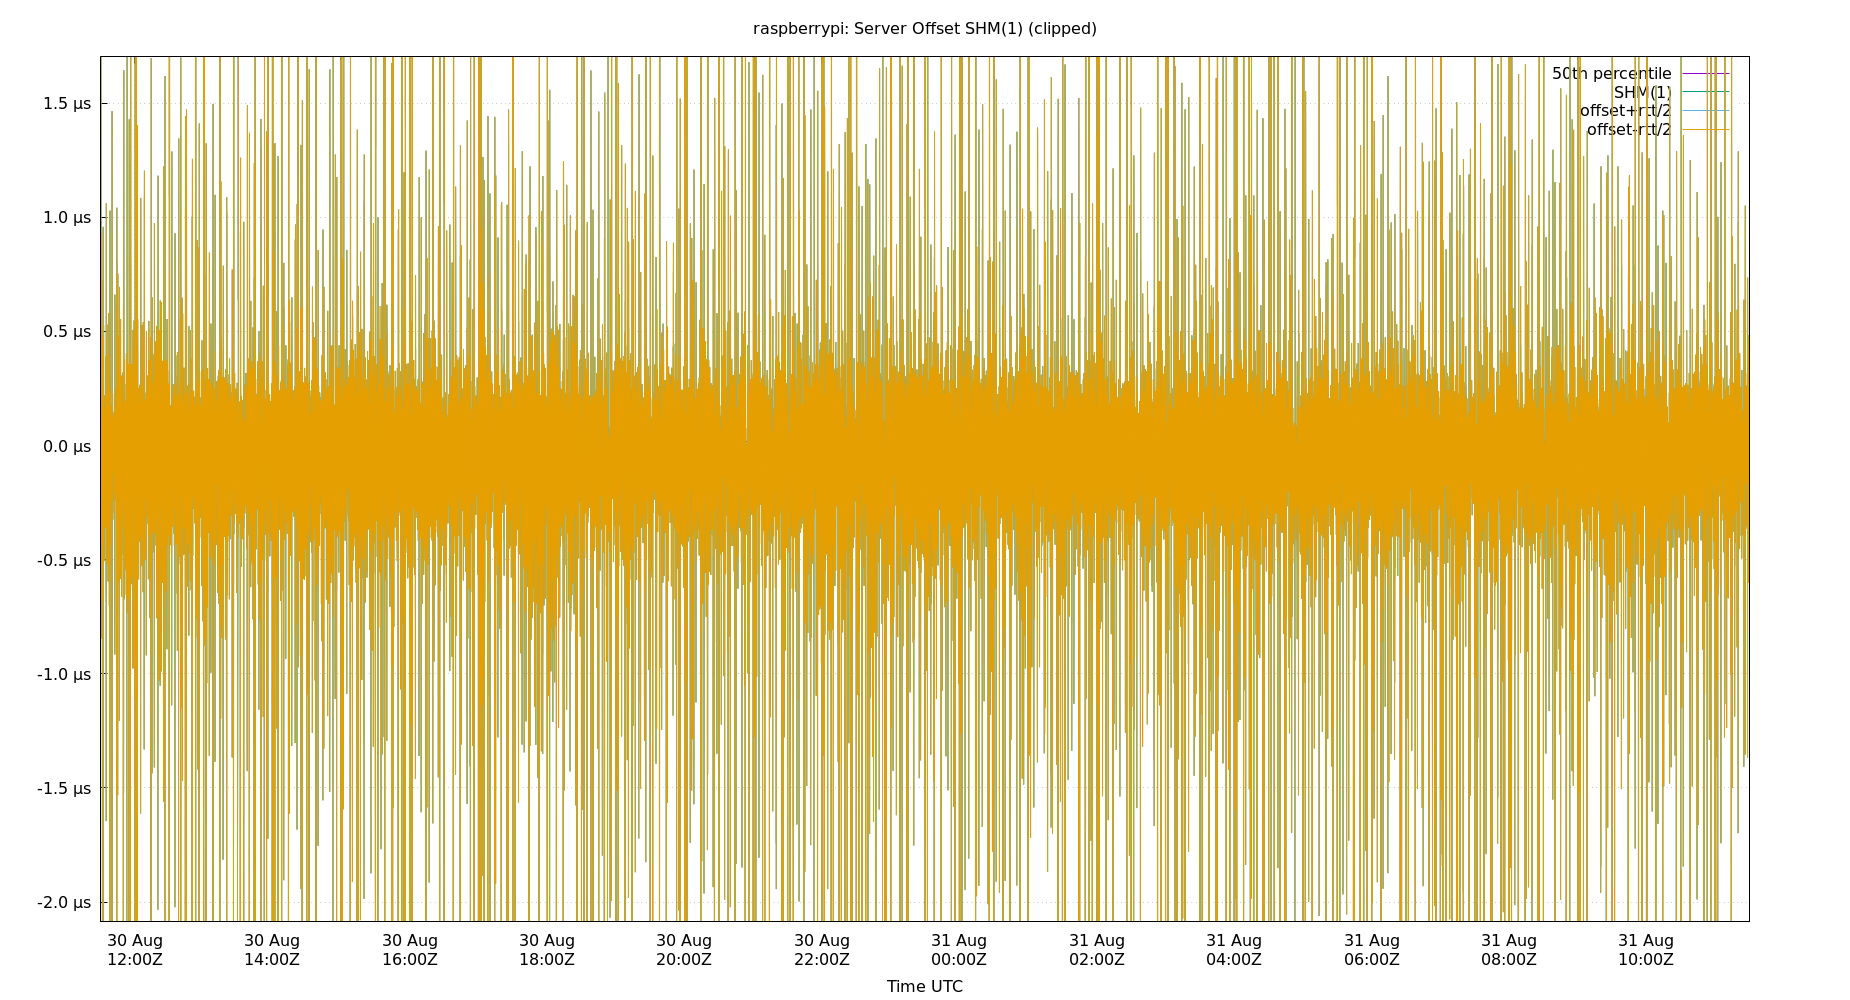 raspberrypi: Server Offset SHM(1) (clipped)
50th percentile
SHM(1)
offset+rtt/2
offset-rtt/2
1.5 µs
1.0 µs
0.5 µs
0.0 µs
-0.5 µs
-1.0 µs
-1.5 µs
-2.0 µs
30 Aug 30 Aug 30 Aug 30 Aug 30 Aug 30 Aug 31 Aug 31 Aug 31 Aug 31 Aug 31 Aug 31 Aug
12:00Z 14:00Z 16:00Z 18:00Z 20:00Z 22:00Z 00:00Z 02:00Z 04:00Z 06:00Z 08:00Z 10:00Z
Time UTC